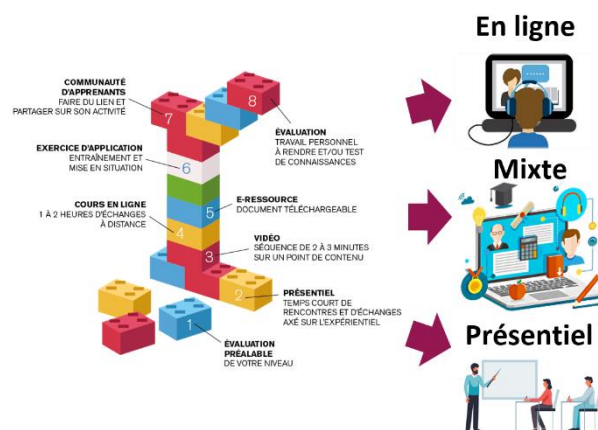 En ligne
COMMUNAUTÉ
D'APPRENANTS
FAIRE DU LIEN ET
PARTAGER SUR SON ACTIVITÉ
7
8
ÉVALUATION
TRAVAIL PERSONNEL
À RENDRE ET/OU TEST
DE CONNAISSANCES
EXERCICE D'APPLICATION
ENTRAÎNEMENT ET
MISE EN SITUATION
6
Mixte
COURS EN LIGNE
1 À 2 HEURES D'ÉCHANGES
À DISTANCE
5
E-RESSOURCE
DOCUMENT TÉLÉCHARGEABLE
4
3
VIDÉO
SÉQUENCE DE 2 À 3 MINUTES
SUR UN POINT DE CONTENU
2
PRÉSENTIEL
TEMPS COURT DE
RENCONTRES ET D'ÉCHANGES
AXÉ SUR L'EXPÉRIENTIEL
1
ÉVALUATION
PRÉALABLE
DE VOTRE NIVEAU
Présentiel